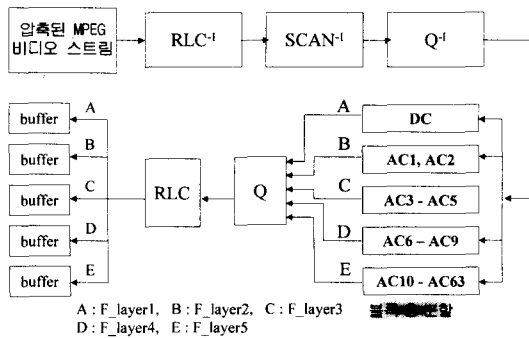 압축된 MPEG
비디오 스트림
RLC⁻¹
SCAN⁻¹
Q⁻¹
buffer
buffer
buffer
buffer
buffer
A
B
C
D
E
RLC
Q
A
B
C
D
E
DC
AC1, AC2
AC3 - AC5
AC6 – AC9
AC10 - AC63
A : F_layer1, B : F_layer2, C : F_layer3
D : F_layer4, E : F_layer5